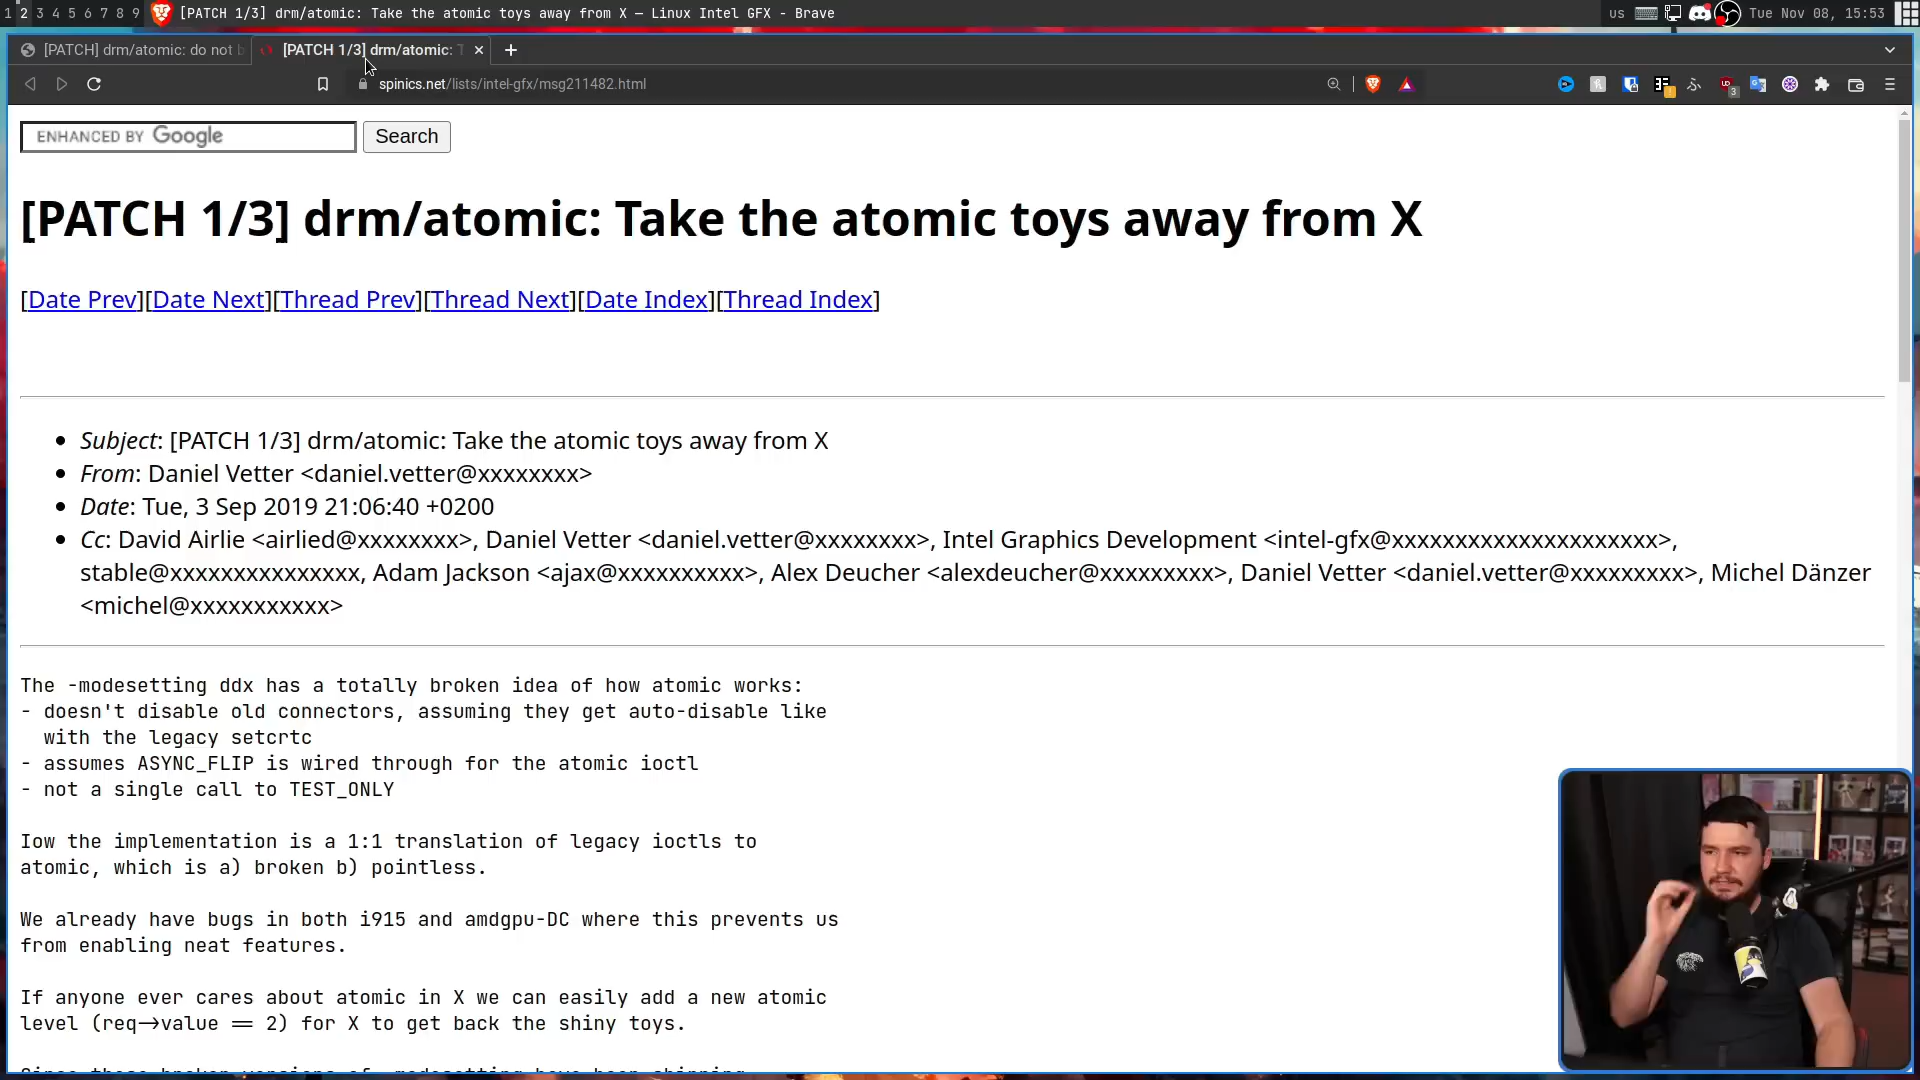 1 2 3 4 5 6 7 8 9 [PATCH 1/3] drm/atomic: Take the atomic toys away from X — Linux Intel GFX - Brave us Tue Nov 08, 15:53
[PATCH] drm/atomic: do not b [PATCH 1/3] drm/atomic: T
spinics.net/lists/intel-gfx/msg211482.html
ENHANCED BY Google Search
[PATCH 1/3] drm/atomic: Take the atomic toys away from X
[Date Prev][Date Next][Thread Prev][Thread Next][Date Index][Thread Index]
• Subject: [PATCH 1/3] drm/atomic: Take the atomic toys away from X
• From: Daniel Vetter <daniel.vetter@xxxxxxxx>
• Date: Tue, 3 Sep 2019 21:06:40 +0200
• Cc: David Airlie <airlied@xxxxxxxx>, Daniel Vetter <daniel.vetter@xxxxxxxx>, Intel Graphics Development <intel-gfx@xxxxxxxxxxxxxxxxxxxxx>,
stable@xxxxxxxxxxxxxxx, Adam Jackson <ajax@xxxxxxxxxx>, Alex Deucher <alexdeucher@xxxxxxxxx>, Daniel Vetter <daniel.vetter@xxxxxxxxx>, Michel Dänzer
<michel@xxxxxxxxxxx>
The -modesetting ddx has a totally broken idea of how atomic works:
- doesn't disable old connectors, assuming they get auto-disable like
with the legacy setcrtc
- assumes ASYNC_FLIP is wired through for the atomic ioctl
- not a single call to TEST_ONLY
Iow the implementation is a 1:1 translation of legacy ioctls to
atomic, which is a) broken b) pointless.
We already have bugs in both i915 and amdgpu-DC where this prevents us
from enabling neat features.
If anyone ever cares about atomic in X we can easily add a new atomic
level (req->value == 2) for X to get back the shiny toys.
Since these broken versions of -modesetting have been shipping,